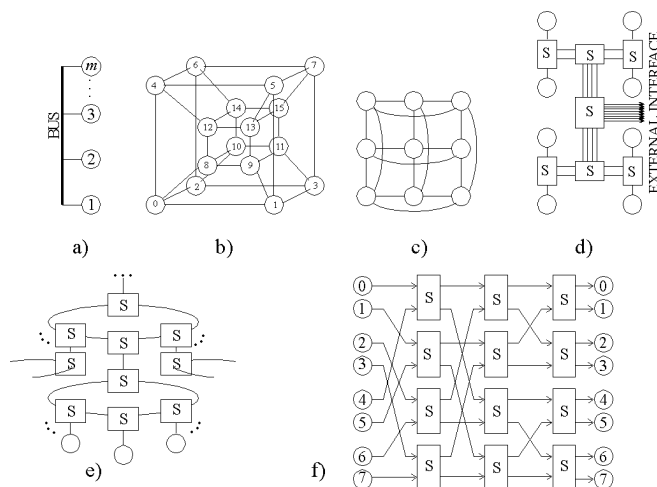 BUS
m
3
2
1
a)
6
7
4
5
14
15
12
13
10
11
8
9
2
3
0
1
b)
c)
S S S
S
S S S
EXTERNAL INTERFACE
d)
S
S S S
S S
S
S S S
e)
0 S S S 0
1 1
2 S S S 2
3 3
4 S S S 4
5 5
6 S S S 6
7 7
f)